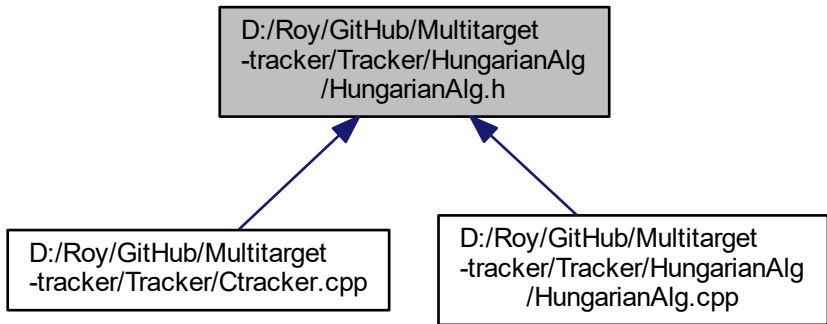 D:/Roy/GitHub/Multitarget
-tracker/Tracker/HungarianAlg
/HungarianAlg.h
D:/Roy/GitHub/Multitarget
-tracker/Tracker/Ctracker.cpp
D:/Roy/GitHub/Multitarget
-tracker/Tracker/HungarianAlg
/HungarianAlg.cpp